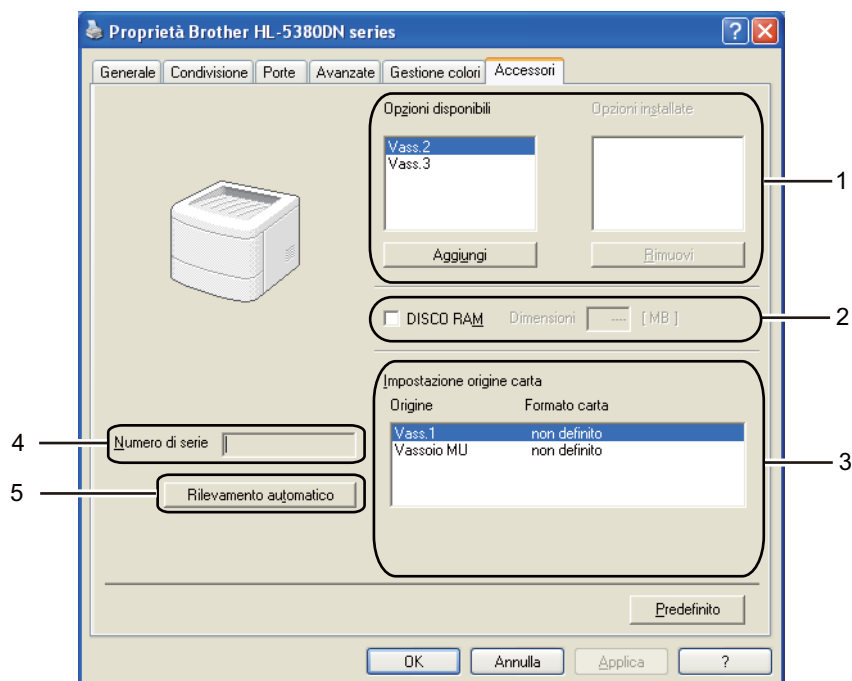 Proprietà Brother HL-5380DN series
Generale Condivisione Porte Avanzate Gestione colori Accessori
Opzioni disponibili Opzioni installate
Vass.2
Vass.3
1
Aggiungi Rimuovi
DISCO RAM Dimensioni ---- [ MB ]
2
Impostazione origine carta
Origine Formato carta
Vass.1 non definito
Vassoio MU non definito
3
4
Numero di serie
5
Rilevamento automatico
Predefinito
OK Annulla Applica ?